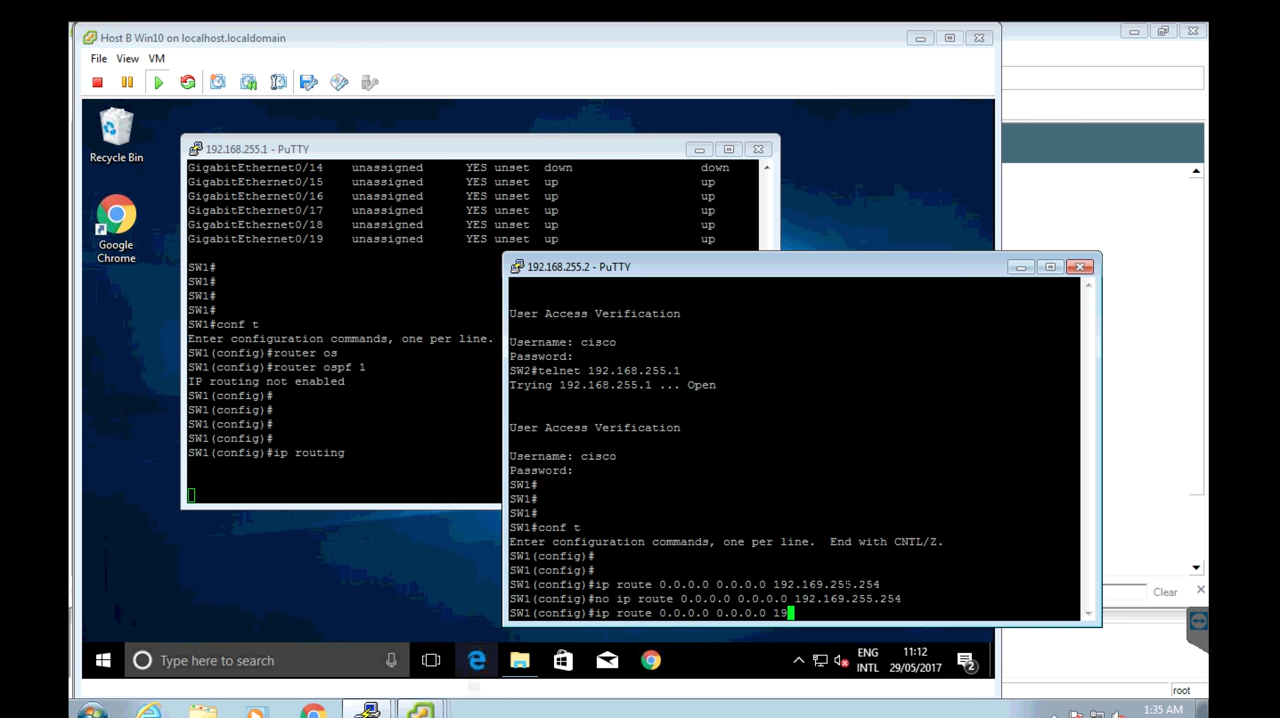 Host B Win10 on localhost.localdomain
File View VM
Recycle Bin
Google
Chrome
192.168.255.1 - PuTTY
GigabitEthernet0/14 unassigned YES unset down down
GigabitEthernet0/15 unassigned YES unset up up
GigabitEthernet0/16 unassigned YES unset up up
GigabitEthernet0/17 unassigned YES unset up up
GigabitEthernet0/18 unassigned YES unset up up
GigabitEthernet0/19 unassigned YES unset up up
SW1#
SW1#
SW1#
SW1#
SW1#conf t
Enter configuration commands, one per line.
SW1(config)#router os
SW1(config)#router ospf 1
IP routing not enabled
SW1(config)#
SW1(config)#
SW1(config)#
SW1(config)#
SW1(config)#ip routing
192.168.255.2 - PuTTY
User Access Verification
Username: cisco
Password:
SW2#telnet 192.168.255.1
Trying 192.168.255.1 ... Open
User Access Verification
Username: cisco
Password:
SW1#
SW1#
SW1#
SW1#conf t
Enter configuration commands, one per line. End with CNTL/Z.
SW1(config)#
SW1(config)#
SW1(config)#ip route 0.0.0.0 0.0.0.0 192.169.255.254
SW1(config)#no ip route 0.0.0.0 0.0.0.0 192.169.255.254
SW1(config)#ip route 0.0.0.0 0.0.0.0 19
Clear
Type here to search
ENG
INTL
11:12
29/05/2017
2
root
1:35 AM